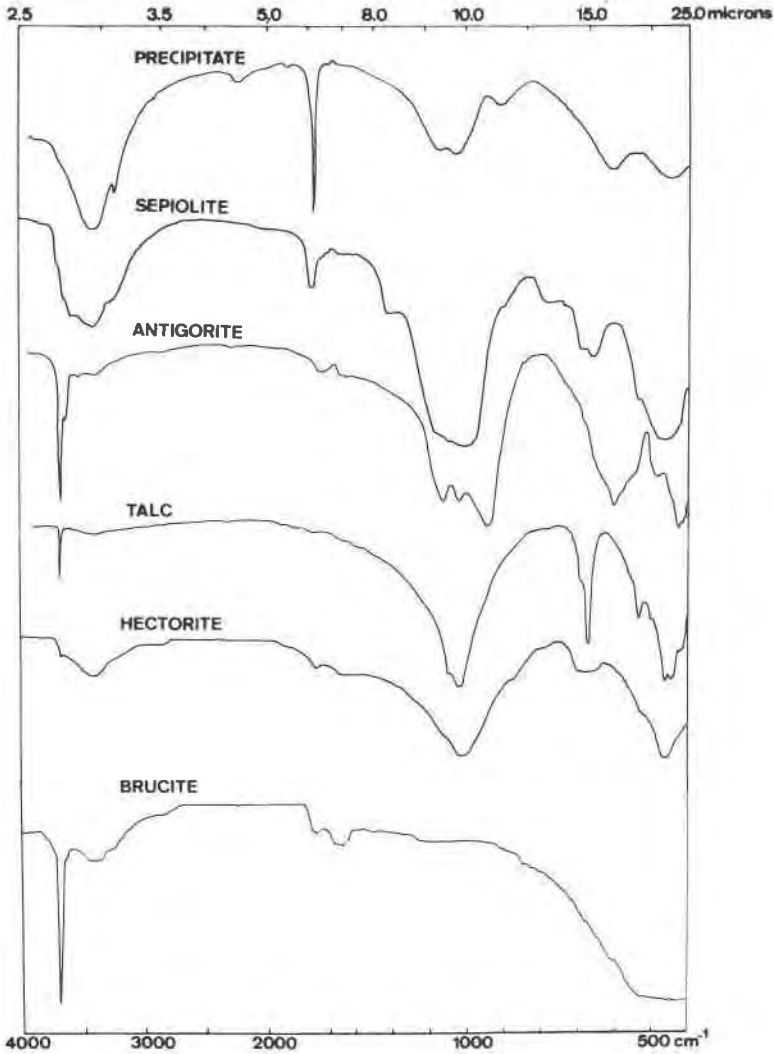 2.5 3.5 5.0 8.0 10.0 15.0 25.0 microns
PRECIPITATE
SEPIOLITE
ANTIGORITE
TALC
HECTORITE
BRUCITE
4000 3000 2000 1000 500 cm-1